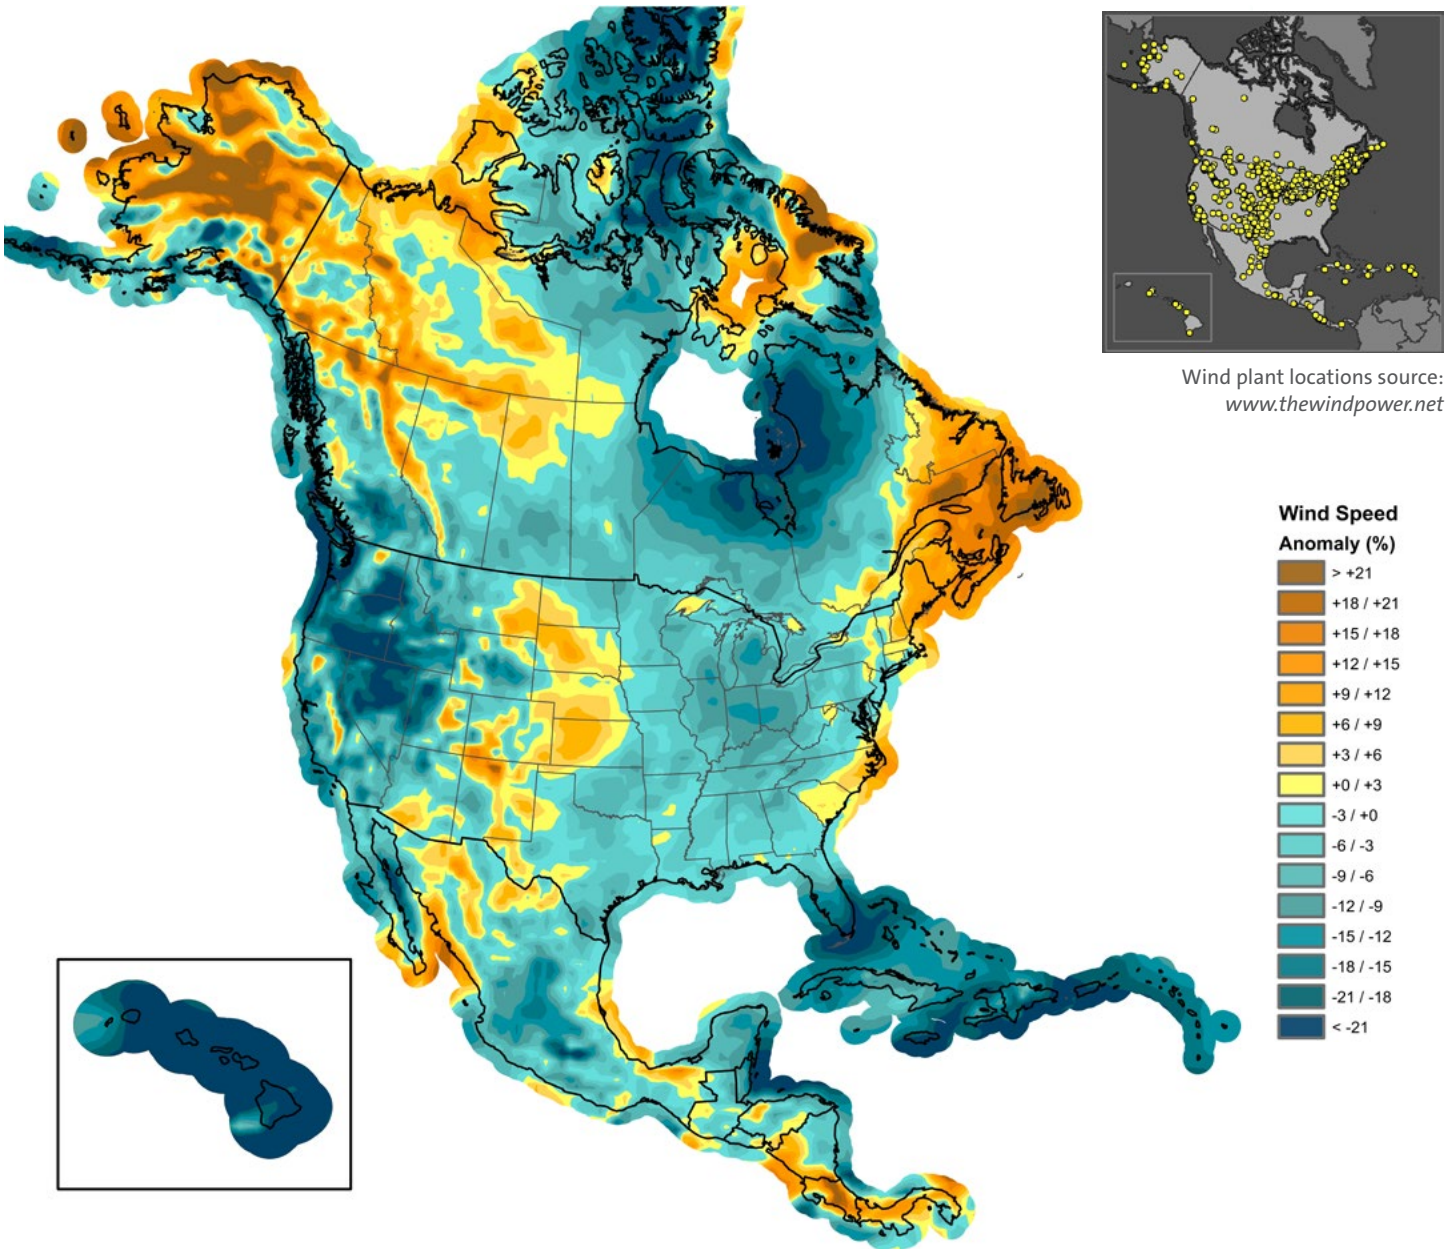 Wind plant locations source:
www.thewindpower.net
Wind Speed
Anomaly (%)
> +21
+18 / +21
+15 / +18
+12 / +15
+9 / +12
+6 / +9
+3 / +6
+0 / +3
-3 / +0
-6 / -3
-9 / -6
-12 / -9
-15 / -12
-18 / -15
-21 / -18
< -21